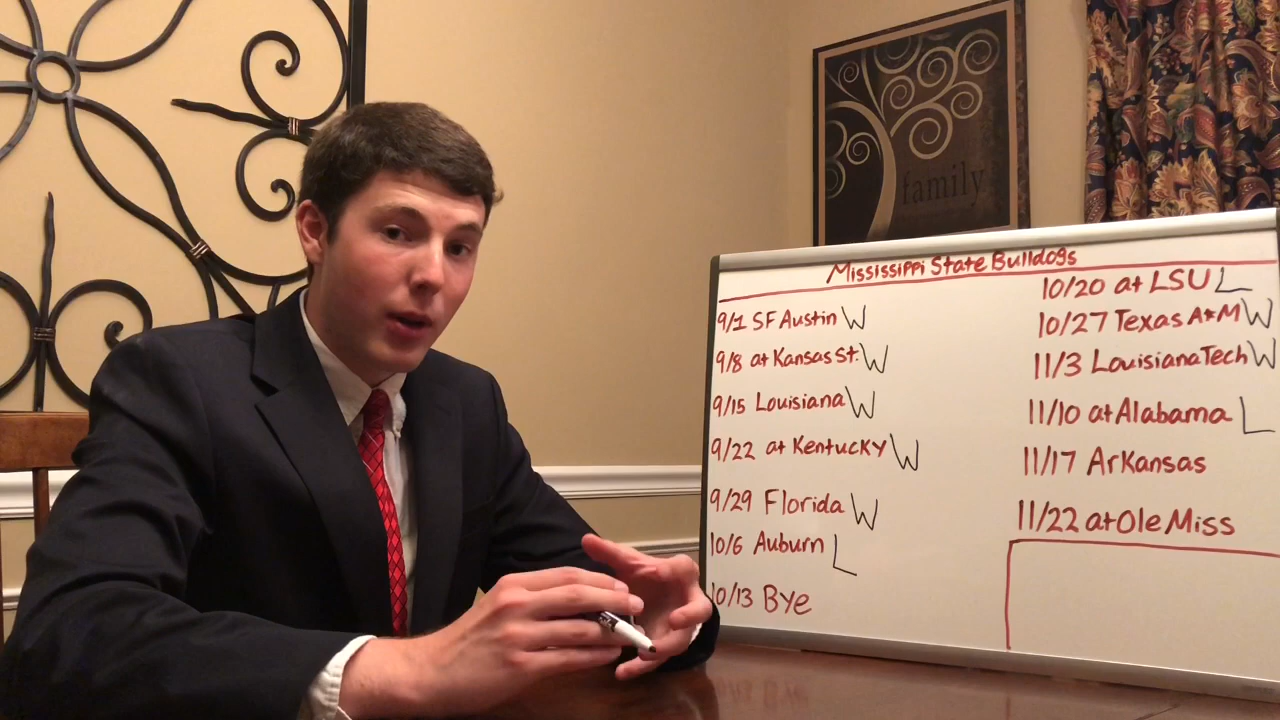 family
Mississippi State Bulldogs
9/1 SF Austin W
9/8 at Kansas St. W
9/15 Louisiana W
9/22 at Kentucky W
9/29 Florida W
10/6 Auburn L
10/13 Bye
10/20 at LSU L
10/27 Texas A&M W
11/3 Louisiana Tech W
11/10 at Alabama L
11/17 Arkansas
11/22 at Ole Miss